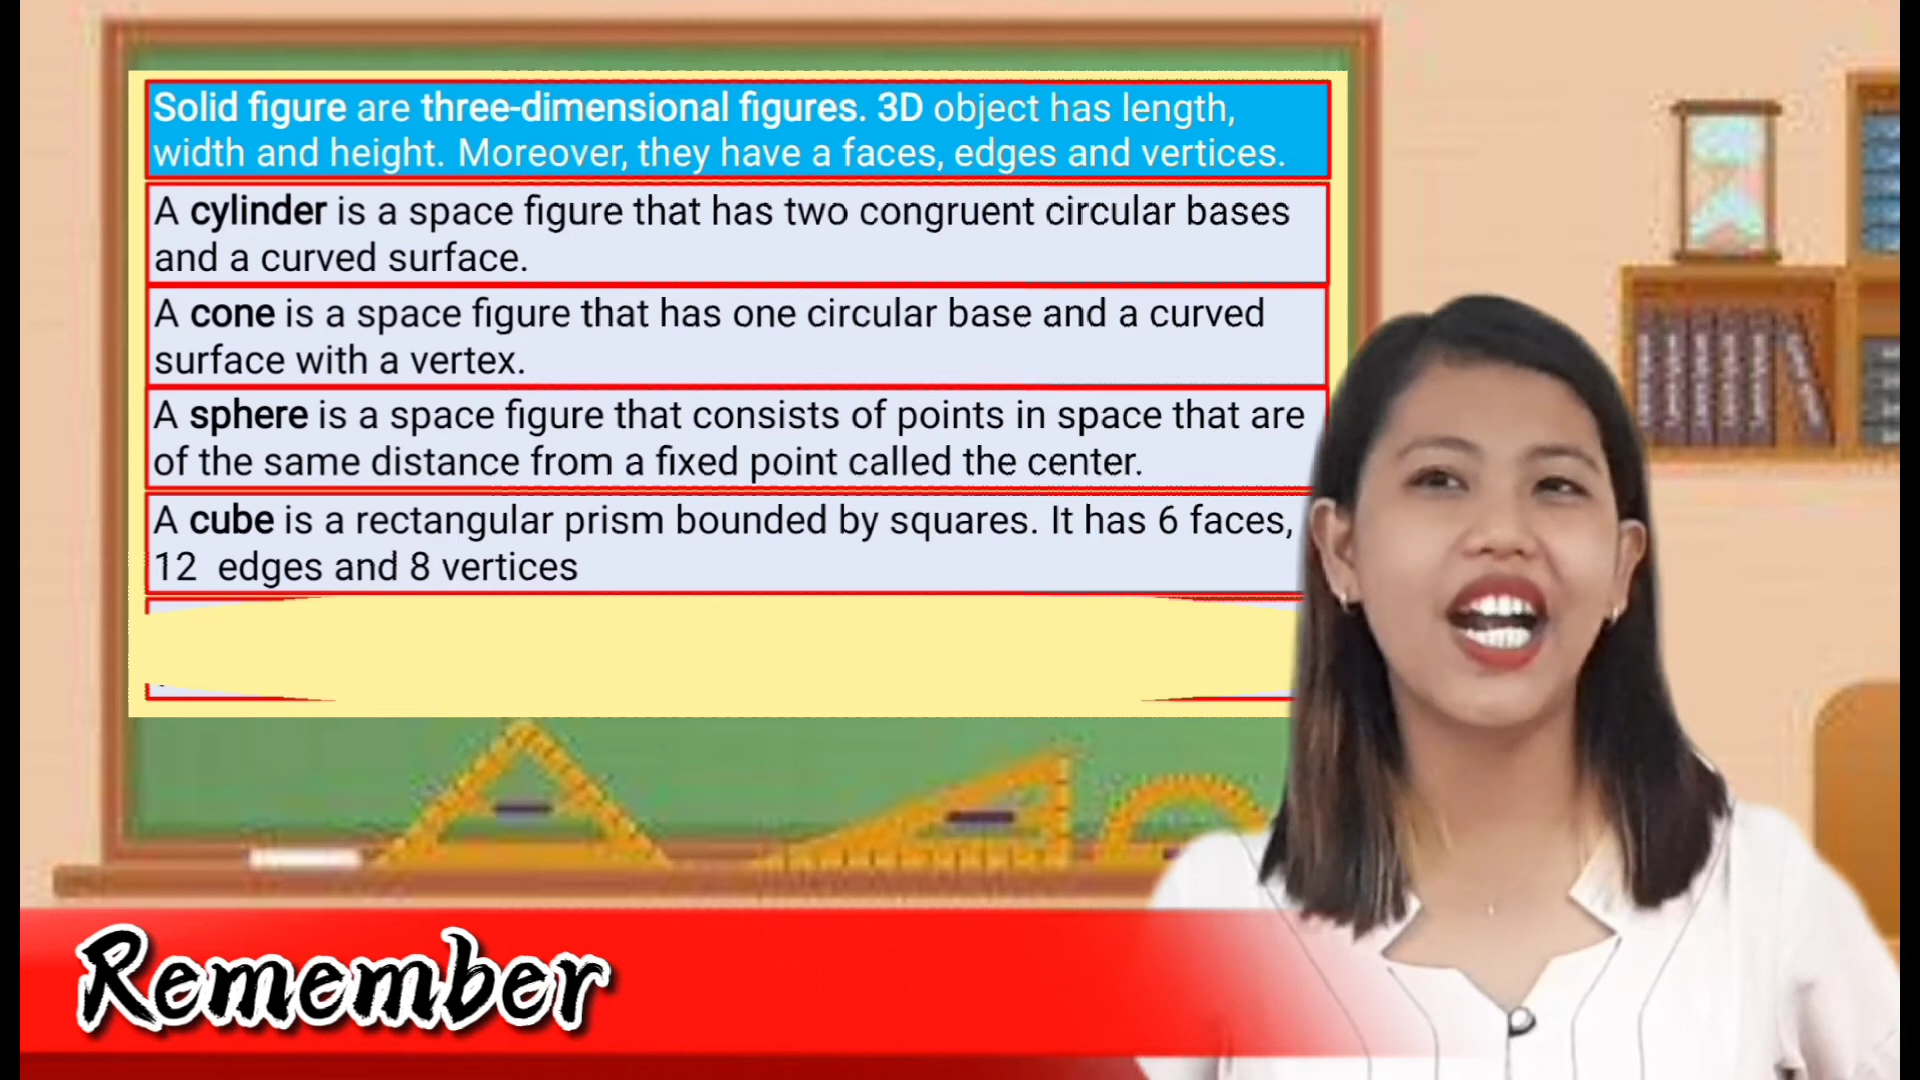 Solid figure are three-dimensional figures. 3D object has length,
width and height. Moreover, they have a faces, edges and vertices.
A cylinder is a space figure that has two congruent circular bases
and a curved surface.
A cone is a space figure that has one circular base and a curved
surface with a vertex.
A sphere is a space figure that consists of points in space that are
of the same distance from a fixed point called the center.
A cube is a rectangular prism bounded by squares. It has 6 faces,
12 edges and 8 vertices
Remember